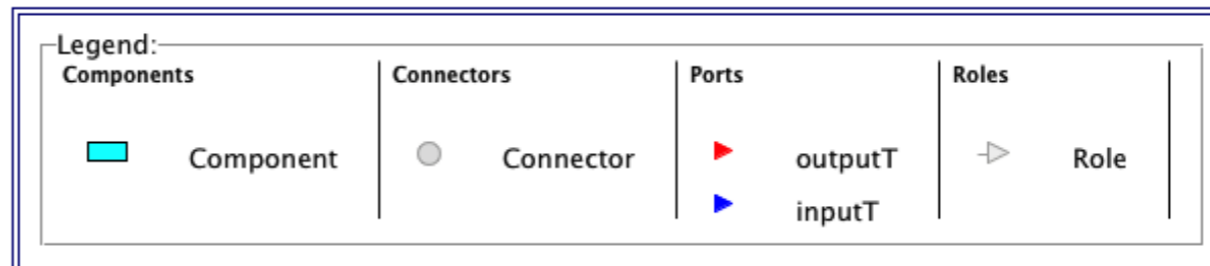 Legend:
Components
Connectors
Ports
Roles
Component
Connector
outputT
Role
inputT